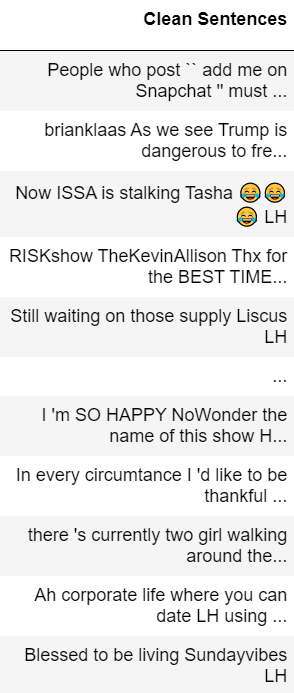 Clean Sentences
People who post `` add me on
Snapchat " must ...
brianklaas As we see Trump is
dangerous to fre...
Now ISSA is stalking Tasha 😂😂
😂 LH
RISKshow TheKevinAllison Thx for
the BEST TIME...
Still waiting on those supply Liscus
LH
...
I 'm SO HAPPY NoWonder the
name of this show H...
In every circumtance I 'd like to be
thankful ...
there 's currently two girl walking
around the...
Ah corporate life where you can
date LH using ...
Blessed to be living Sundayvibes
LH